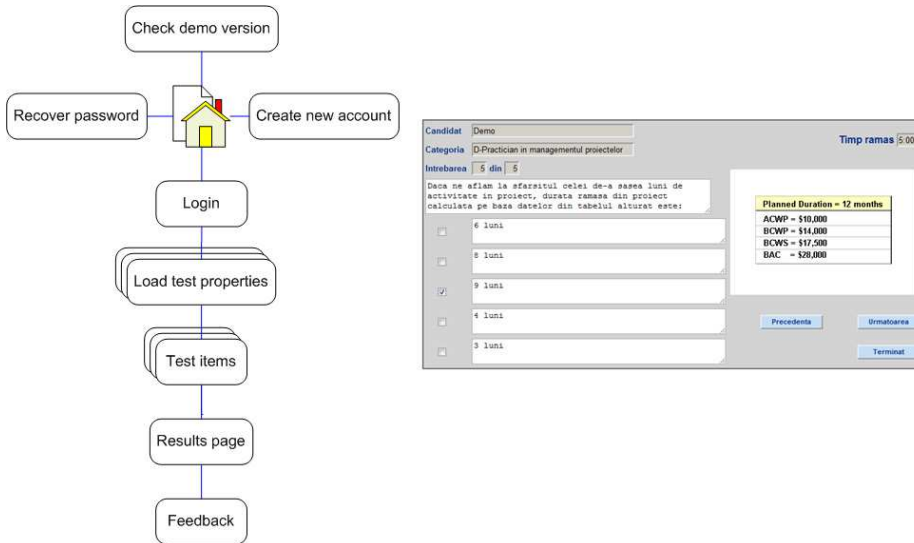 Check demo version
Recover password
Create new account
Login
Load test properties
Test items
Results page
Feedback
Candidat Demo
Timp ramas 5:00
Categoria D-Practician in managementul proiectelor
Intrebarea 5 din 5
Daca ne aflam la sfarsitul celei de-a sasea luni de
activitate in proiect, durata ramasa din proiect
calculata pe baza datelor din tabelul alturat este:
6 luni
8 luni
9 luni
4 luni
3 luni
Planned Duration = 12 months
ACWP = $10,000
BCWP = $14,000
BCWS = $17,500
BAC = $28,000
Precedenta
Urmatoarea
Terminat